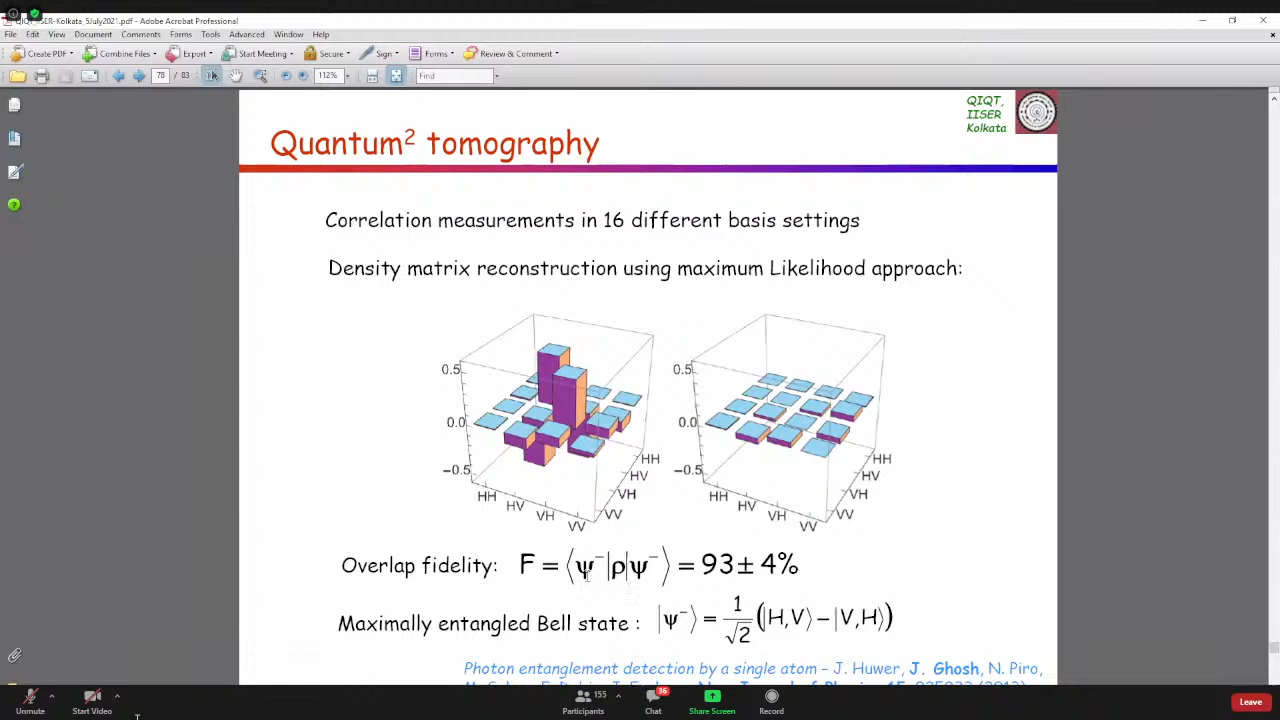 QIQT_IISER-Kolkata_5July2021.pdf - Adobe Acrobat Professional
File Edit View Document Comments Forms Tools Advanced Window Help
Create PDF Combine Files Export Start Meeting Secure Sign Forms Review & Comment
78 / 83 112% Find
QIQT,
IISER
Kolkata
Quantum² tomography
Correlation measurements in 16 different basis settings
Density matrix reconstruction using maximum Likelihood approach:
0.5
0.0
−0.5
HH
HV
VH
VV
HH
HV
VH
VV
0.5
0.0
−0.5
HH
HV
VH
VV
HH
HV
VH
VV
Overlap fidelity: F = ⟨ψ⁻|ρ|ψ⁻⟩ = 93 ± 4%
Maximally entangled Bell state : |ψ⁻⟩ = 1/√2 (|H,V⟩ − |V,H⟩)
Photon entanglement detection by a single atom – J. Huwer, J. Ghosh, N. Piro,
Unmute Start Video 155 Participants 36 Chat Share Screen Record Leave